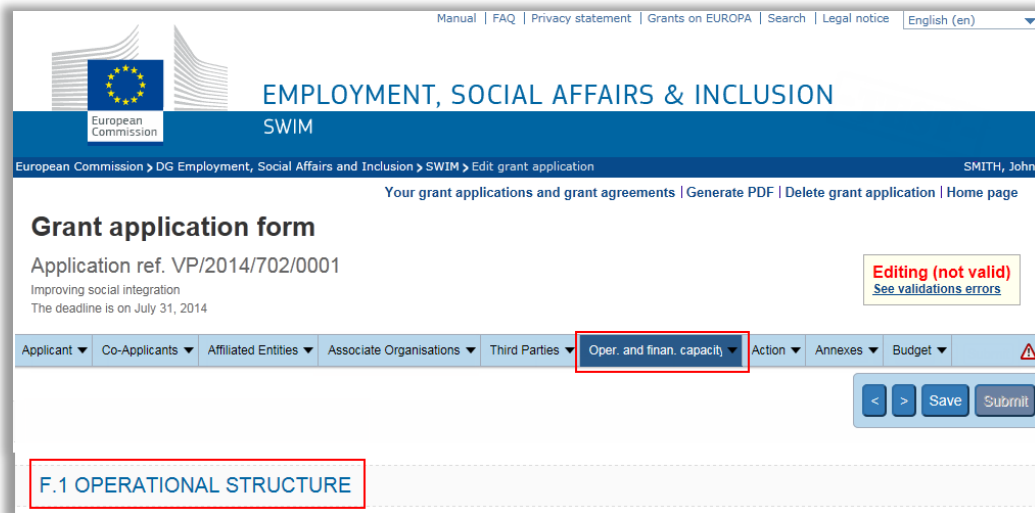 Manual | FAQ | Privacy statement | Grants on EUROPA | Search | Legal notice English (en)
EMPLOYMENT, SOCIAL AFFAIRS & INCLUSION
European
Commission
SWIM
European Commission > DG Employment, Social Affairs and Inclusion > SWIM > Edit grant application SMITH, John
Your grant applications and grant agreements | Generate PDF | Delete grant application | Home page
Grant application form
Application ref. VP/2014/702/0001
Improving social integration
The deadline is on July 31, 2014
Editing (not valid)
See validations errors
Applicant Co-Applicants Affiliated Entities Associate Organisations Third Parties Oper. and finan. capacity Action Annexes Budget
< > Save Submit
F.1 OPERATIONAL STRUCTURE